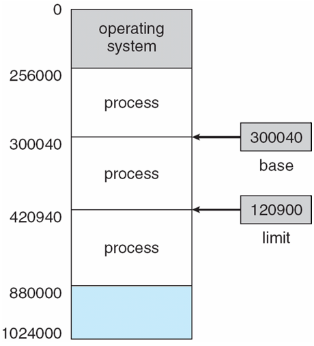 0
operating
system
256000
process
300040
300040
base
process
420940
120900
limit
process
880000
1024000